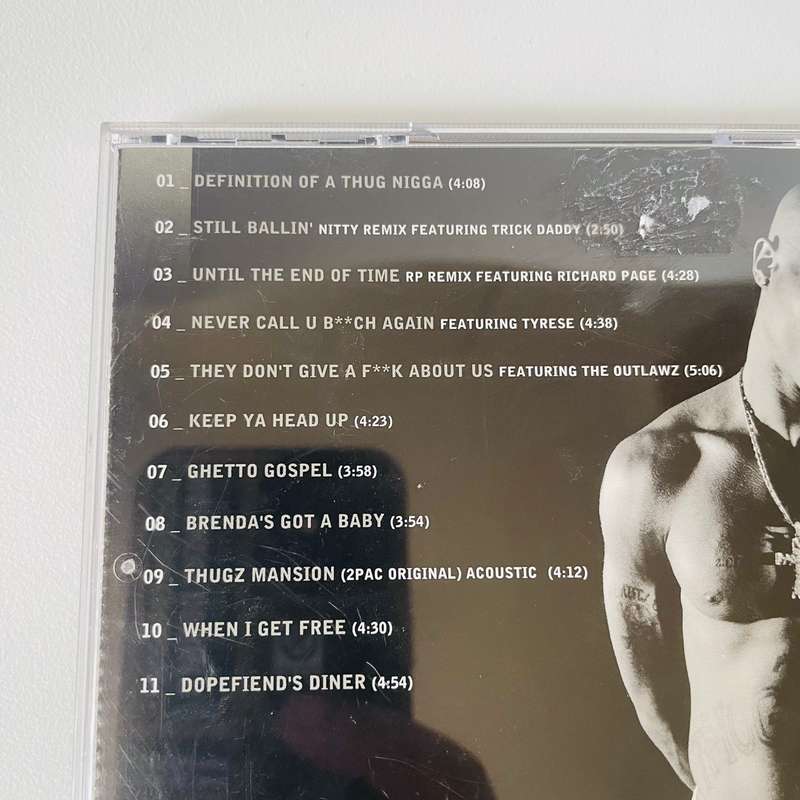 01 _ DEFINITION OF A THUG NIGGA (4:08)
02 _ STILL BALLIN' NITTY REMIX FEATURING TRICK DADDY (2:50)
03 _ UNTIL THE END OF TIME RP REMIX FEATURING RICHARD PAGE (4:28)
04 _ NEVER CALL U B**CH AGAIN FEATURING TYRESE (4:38)
05 _ THEY DON'T GIVE A F**K ABOUT US FEATURING THE OUTLAWZ (5:06)
06 _ KEEP YA HEAD UP (4:23)
07 _ GHETTO GOSPEL (3:58)
08 _ BRENDA'S GOT A BABY (3:54)
09 _ THUGZ MANSION (2PAC ORIGINAL) ACOUSTIC (4:12)
10 _ WHEN I GET FREE (4:30)
11 _ DOPEFIEND'S DINER (4:54)